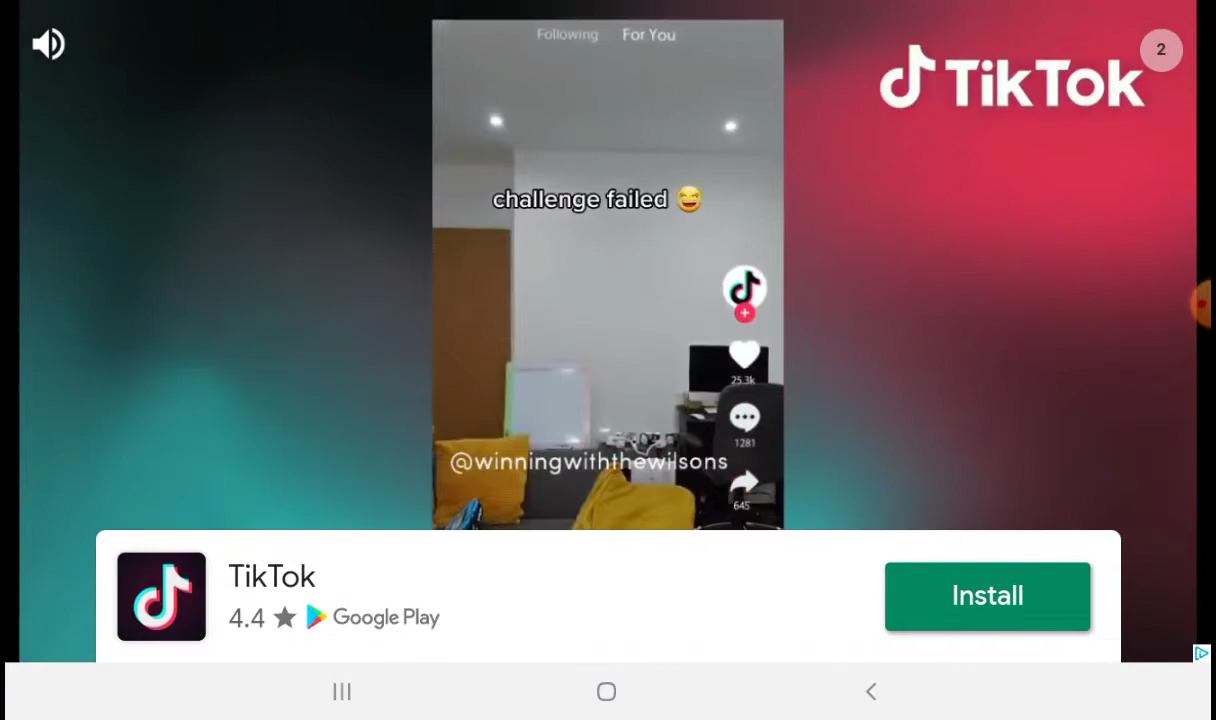 Following For You
TikTok
2
challenge failed 😆
25.3k
1281
@winningwiththewilsons
645
TikTok
4.4 ★ Google Play
Install